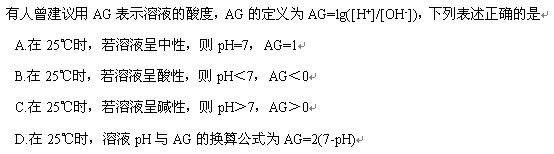 有人曾建议用 AG 表示溶液的酸度，AG 的定义为 AG=lg([H⁺]/[OH⁻])，下列表述正确的是↵
A.在 25℃时，若溶液呈中性，则 pH=7，AG=1↵
B.在 25℃时，若溶液呈酸性，则 pH＜7，AG＜0↵
C.在 25℃时，若溶液呈碱性，则 pH＞7，AG＞0↵
D.在 25℃时，溶液 pH 与 AG 的换算公式为 AG=2(7-pH)↵